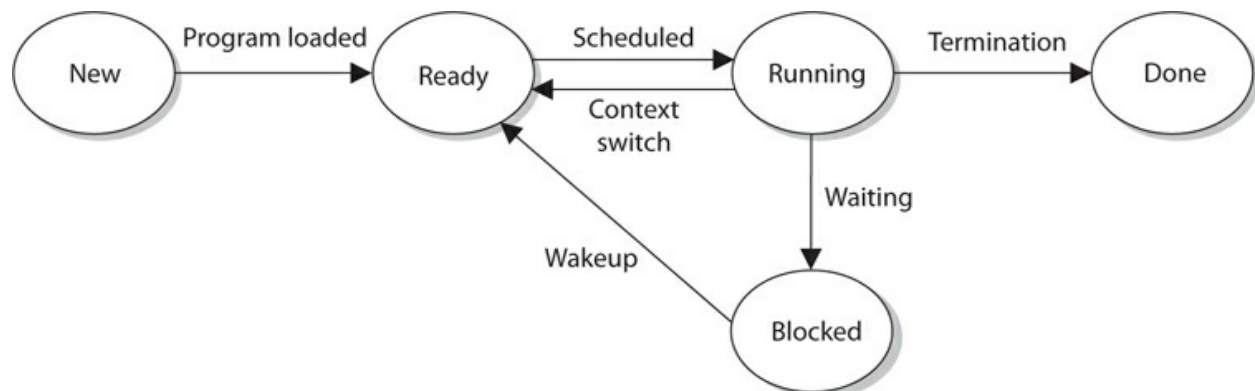 Program loaded
Scheduled
Termination
New
Ready
Running
Done
Context
switch
Waiting
Wakeup
Blocked